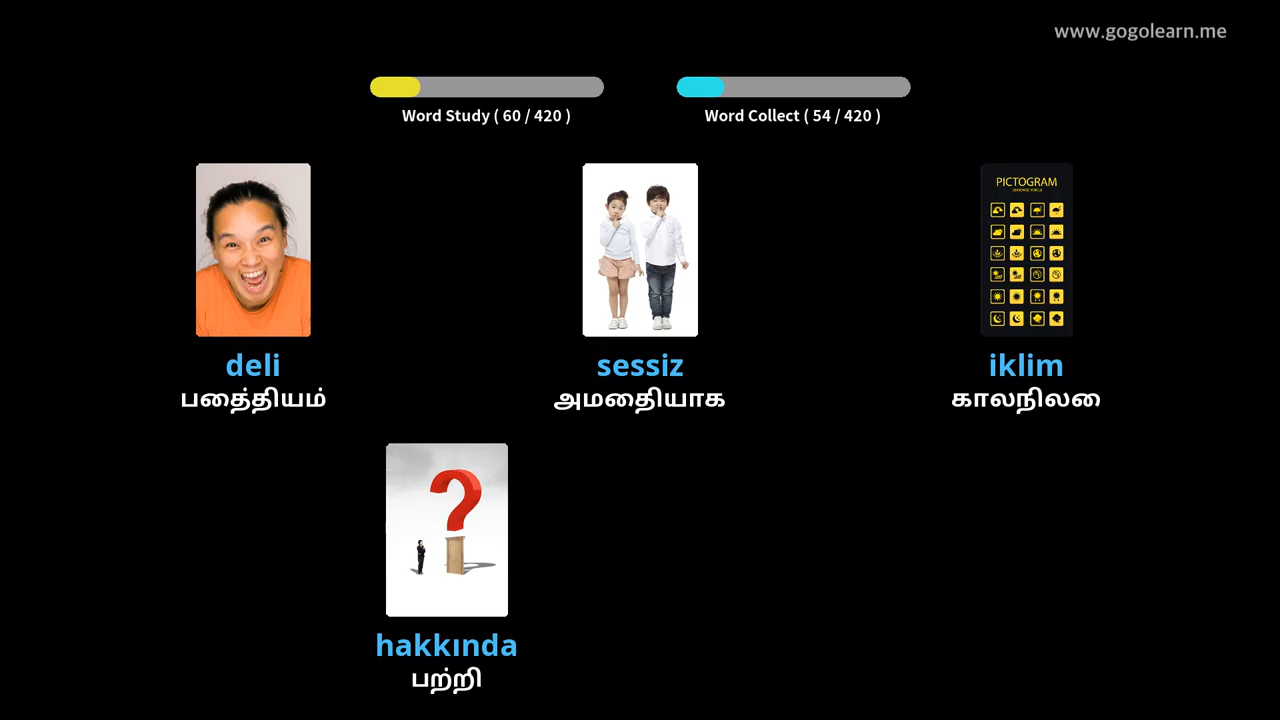 www.gogolearn.me
Word Study ( 60 / 420 )
Word Collect ( 54 / 420 )
PICTOGRAM
deli
பைத்தியம்
sessiz
அமைதியாக
iklim
காலநிலை
hakkında
பற்றி